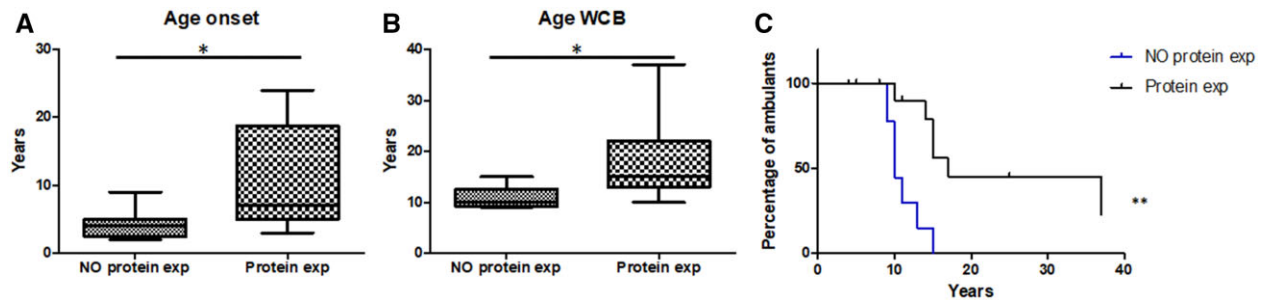 A
Age onset
*
30
20
10
0
Years
NO protein exp
Protein exp
B
Age WCB
*
40
30
20
10
0
Years
NO protein exp
Protein exp
C
NO protein exp
Protein exp
100
50
0
Percentage of ambulants
**
0
10
20
30
40
Years